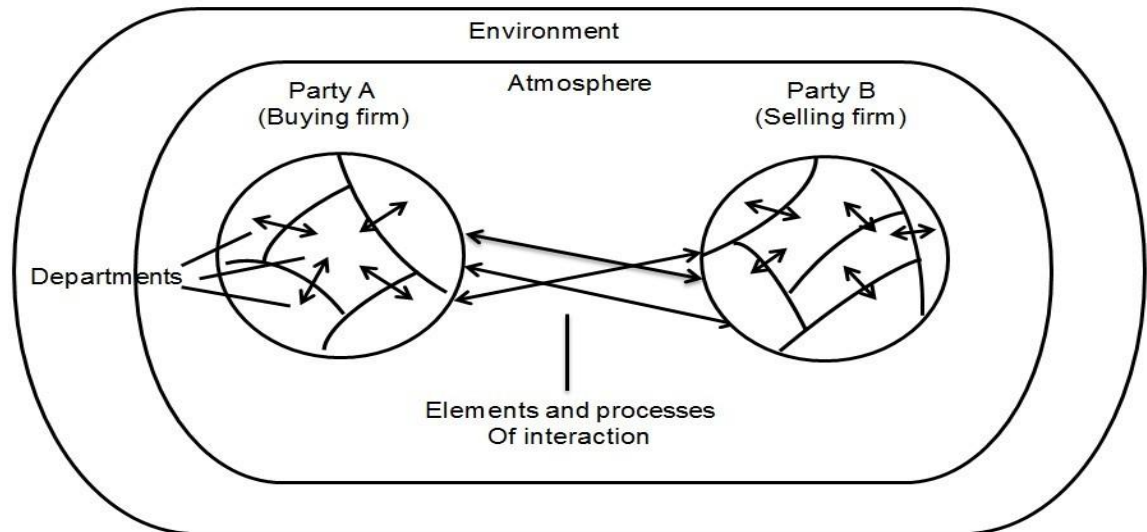 Environment
Atmosphere
Party A
(Buying firm)
Party B
(Selling firm)
Departments
Elements and processes
Of interaction